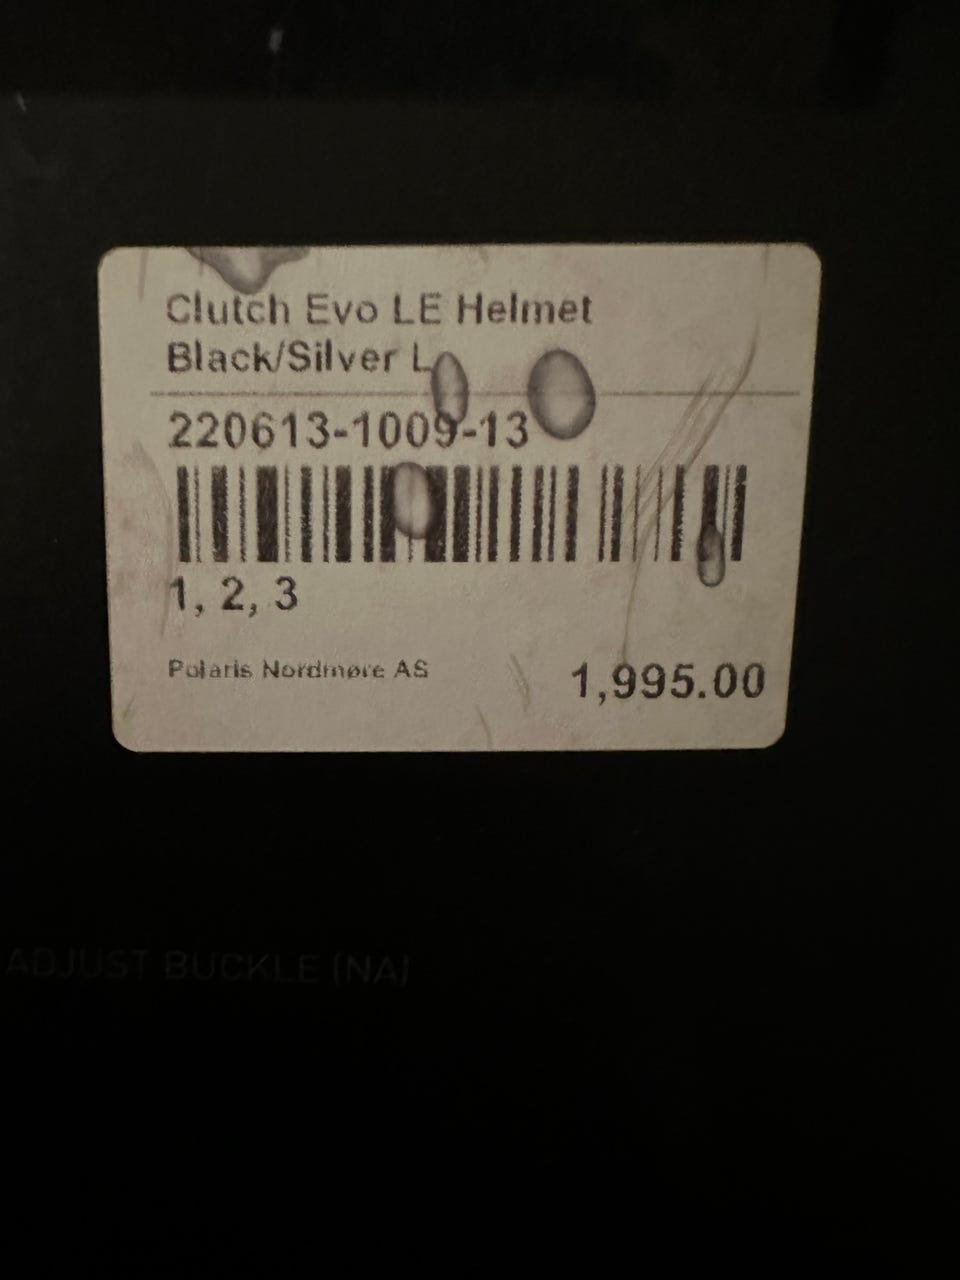 Clutch Evo LE Helmet
Black/Silver L
220613-1009-13
1, 2, 3
Polaris Nordmøre AS
1,995.00
ADJUST BUCKLE (NA)